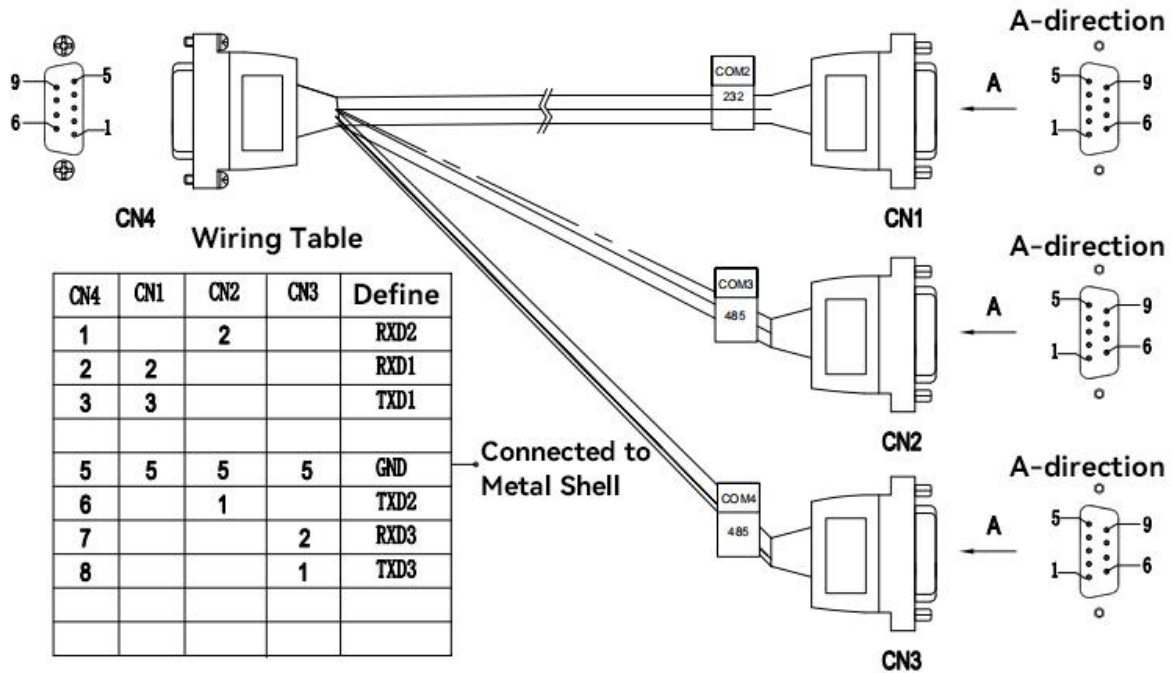 A-direction
9 5
6 1
CN4
COM2
232
A
5 9
1 6
CN1
A-direction
COM3
485
A
5 9
1 6
CN2
A-direction
COM4
485
A
5 9
1 6
CN3
Wiring Table
CN4 CN1 CN2 CN3 Define
1 2 RXD2
2 2 RXD1
3 3 TXD1
5 5 5 5 GND
6 1 TXD2
7 2 RXD3
8 1 TXD3
Connected to
Metal Shell